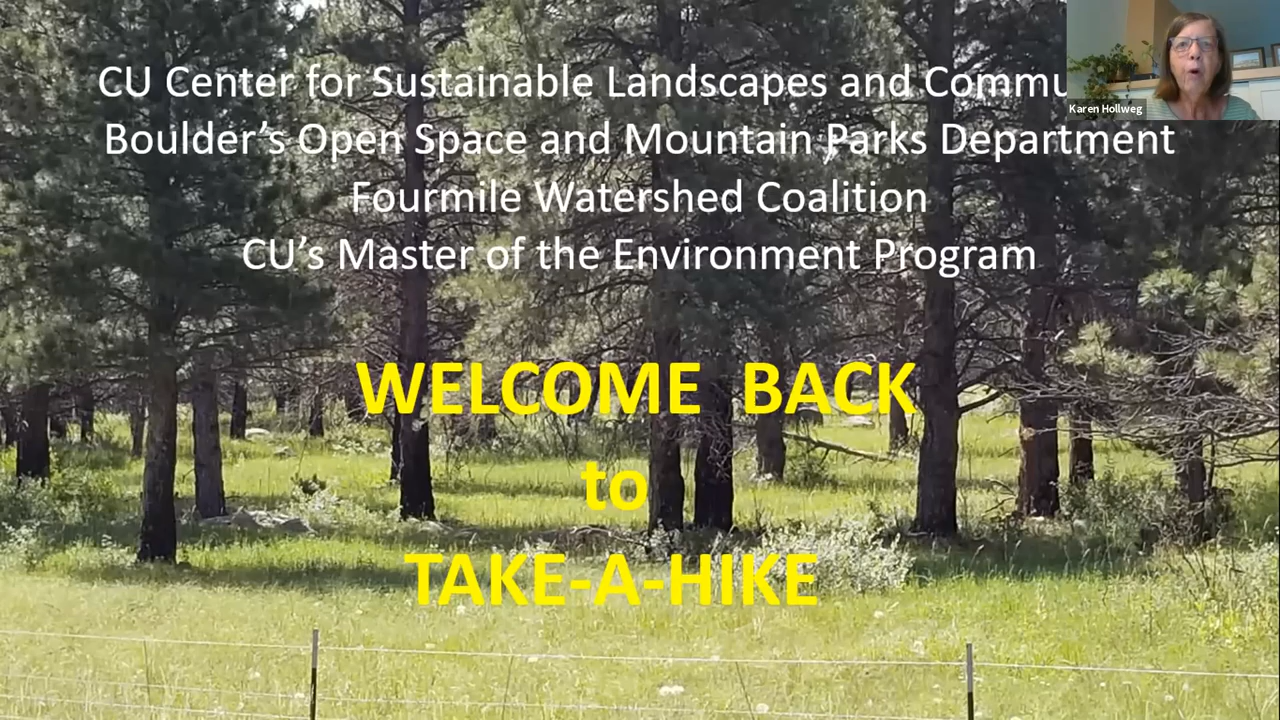 CU Center for Sustainable Landscapes and Commu
Karen Hollweg
Boulder’s Open Space and Mountain Parks Department
Fourmile Watershed Coalition
CU’s Master of the Environment Program
WELCOME BACK
to
TAKE-A-HIKE